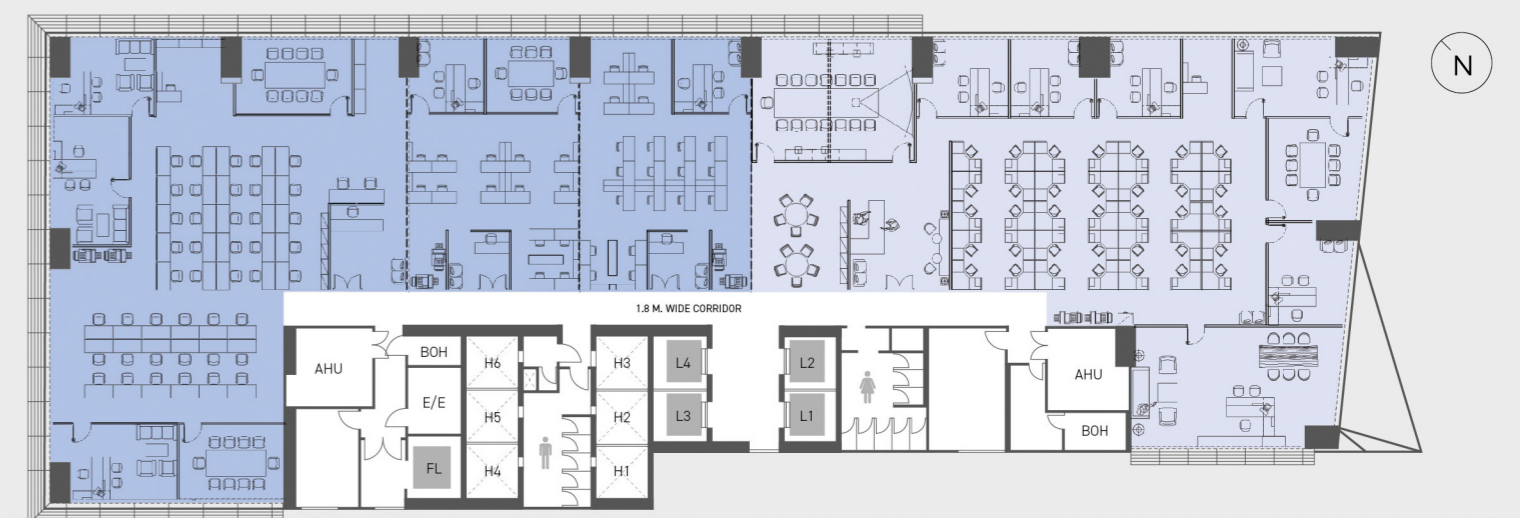 N
1.8 M. WIDE CORRIDOR
AHU
BOH
H6
H3
L4
L2
AHU
E/E
H5
H2
L3
L1
BOH
FL
H4
H1